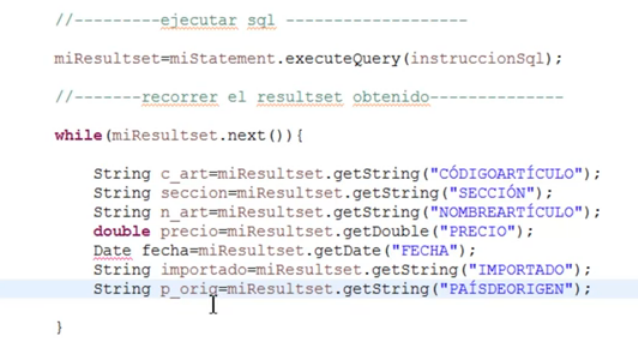 //---------ejecutar sql -------------------
miResultset=miStatement.executeQuery(instruccionSql);
//-------recorrer el resultset obtenido--------------
while(miResultset.next()){
String c_art=miResultset.getString("CÓDIGOARTÍCULO");
String seccion=miResultset.getString("SECCIÓN");
String n_art=miResultset.getString("NOMBREARTÍCULO");
double precio=miResultset.getDouble("PRECIO");
Date fecha=miResultset.getDate("FECHA");
String importado=miResultset.getString("IMPORTADO");
String p_orig=miResultset.getString("PAÍSDEORIGEN");
}